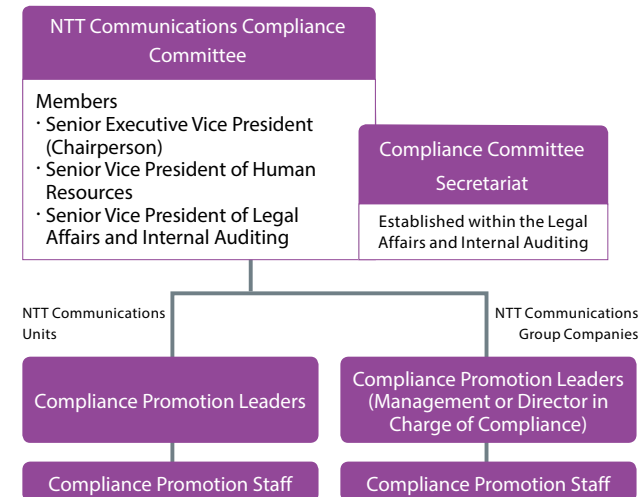 NTT Communications Compliance
Committee
Members
· Senior Executive Vice President
(Chairperson)
· Senior Vice President of Human
Resources
· Senior Vice President of Legal
Affairs and Internal Auditing
Compliance Committee
Secretariat
Established within the Legal
Affairs and Internal Auditing
NTT Communications
Units
NTT Communications
Group Companies
Compliance Promotion Leaders
Compliance Promotion Leaders
(Management or Director in
Charge of Compliance)
Compliance Promotion Staff
Compliance Promotion Staff